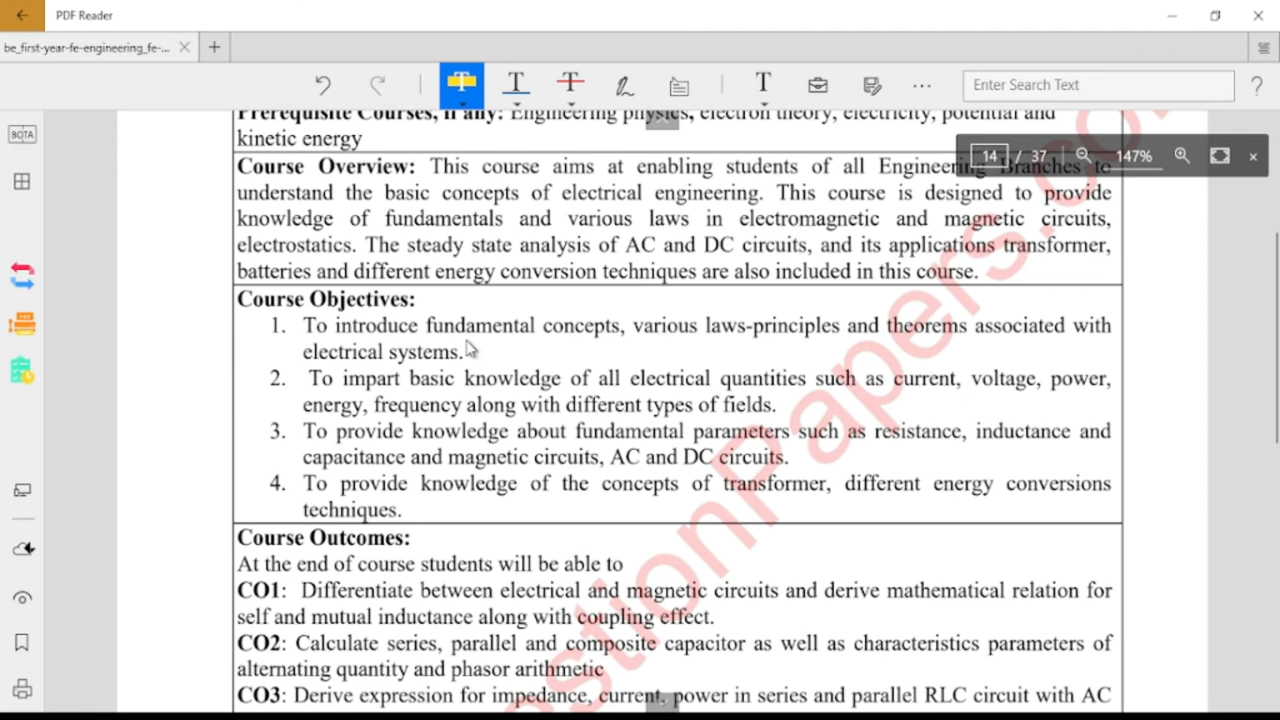 PDF Reader
be_first-year-fe-engineering_fe-...
Enter Search Text
BOTA
14 / 37 147%
Prerequisite Courses, if any: Engineering physics, electron theory, electricity, potential and
kinetic energy
Course Overview: This course aims at enabling students of all Engineering Branches to
understand the basic concepts of electrical engineering. This course is designed to provide
knowledge of fundamentals and various laws in electromagnetic and magnetic circuits,
electrostatics. The steady state analysis of AC and DC circuits, and its applications transformer,
batteries and different energy conversion techniques are also included in this course.
Course Objectives:
1. To introduce fundamental concepts, various laws-principles and theorems associated with
electrical systems.
2. To impart basic knowledge of all electrical quantities such as current, voltage, power,
energy, frequency along with different types of fields.
3. To provide knowledge about fundamental parameters such as resistance, inductance and
capacitance and magnetic circuits, AC and DC circuits.
4. To provide knowledge of the concepts of transformer, different energy conversions
techniques.
Course Outcomes:
At the end of course students will be able to
CO1: Differentiate between electrical and magnetic circuits and derive mathematical relation for
self and mutual inductance along with coupling effect.
CO2: Calculate series, parallel and composite capacitor as well as characteristics parameters of
alternating quantity and phasor arithmetic
CO3: Derive expression for impedance, current, power in series and parallel RLC circuit with AC
stionPapers.co